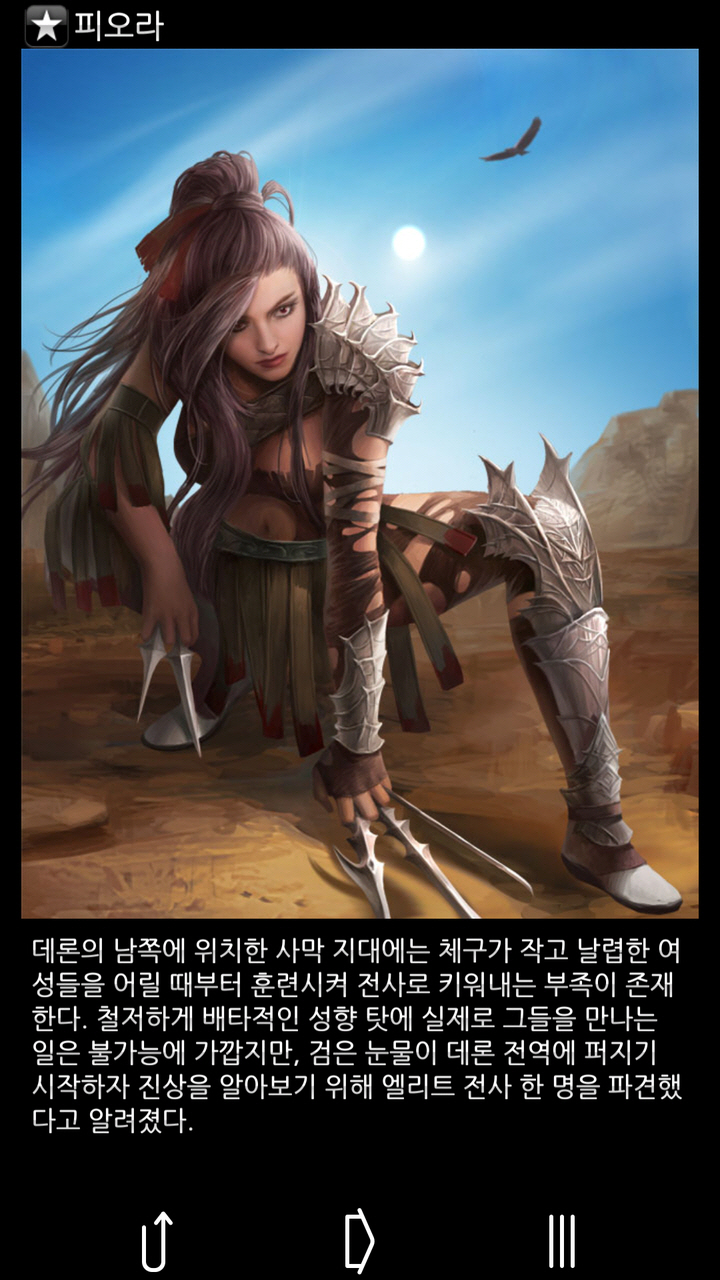 피오라
데론의 남쪽에 위치한 사막 지대에는 체구가 작고 날렵한 여
성들을 어릴 때부터 훈련시켜 전사로 키워내는 부족이 존재
한다. 철저하게 배타적인 성향 탓에 실제로 그들을 만나는
일은 불가능에 가깝지만, 검은 눈물이 데론 전역에 퍼지기
시작하자 진상을 알아보기 위해 엘리트 전사 한 명을 파견했
다고 알려졌다.